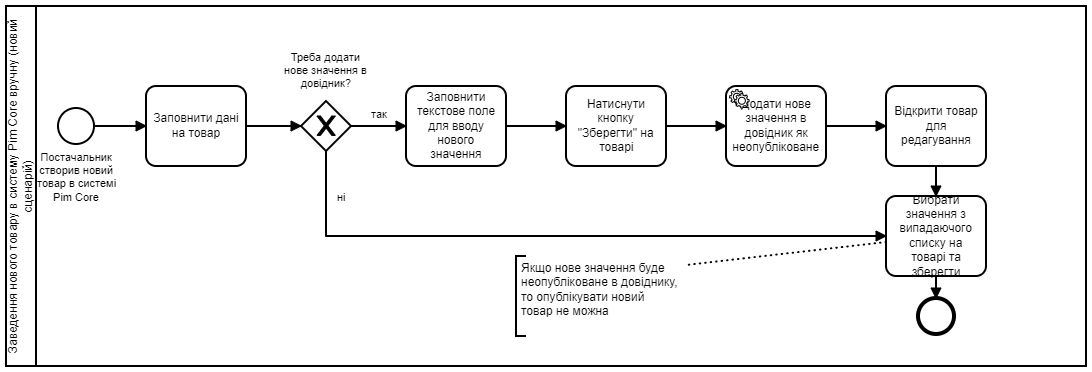 Заведення нового товару в систему Pim Core вручну (новий
сценарій)
Постачальник
створив новий
товар в системі
Pim Core
Заповнити дані
на товар
Треба додати
нове значення в
довідник?
так
ні
Заповнити
текстове поле
для вводу
нового
значення
Натиснути
кнопку
"Зберегти" на
товарі
Додати нове
значення в
довідник як
неопубліковане
Відкрити товар
для
редагування
Вибрати
значення з
випадаючого
списку на
товарі та
зберегти
Якщо нове значення буде
неопубліковане в довіднику,
то опублікувати новий
товар не можна